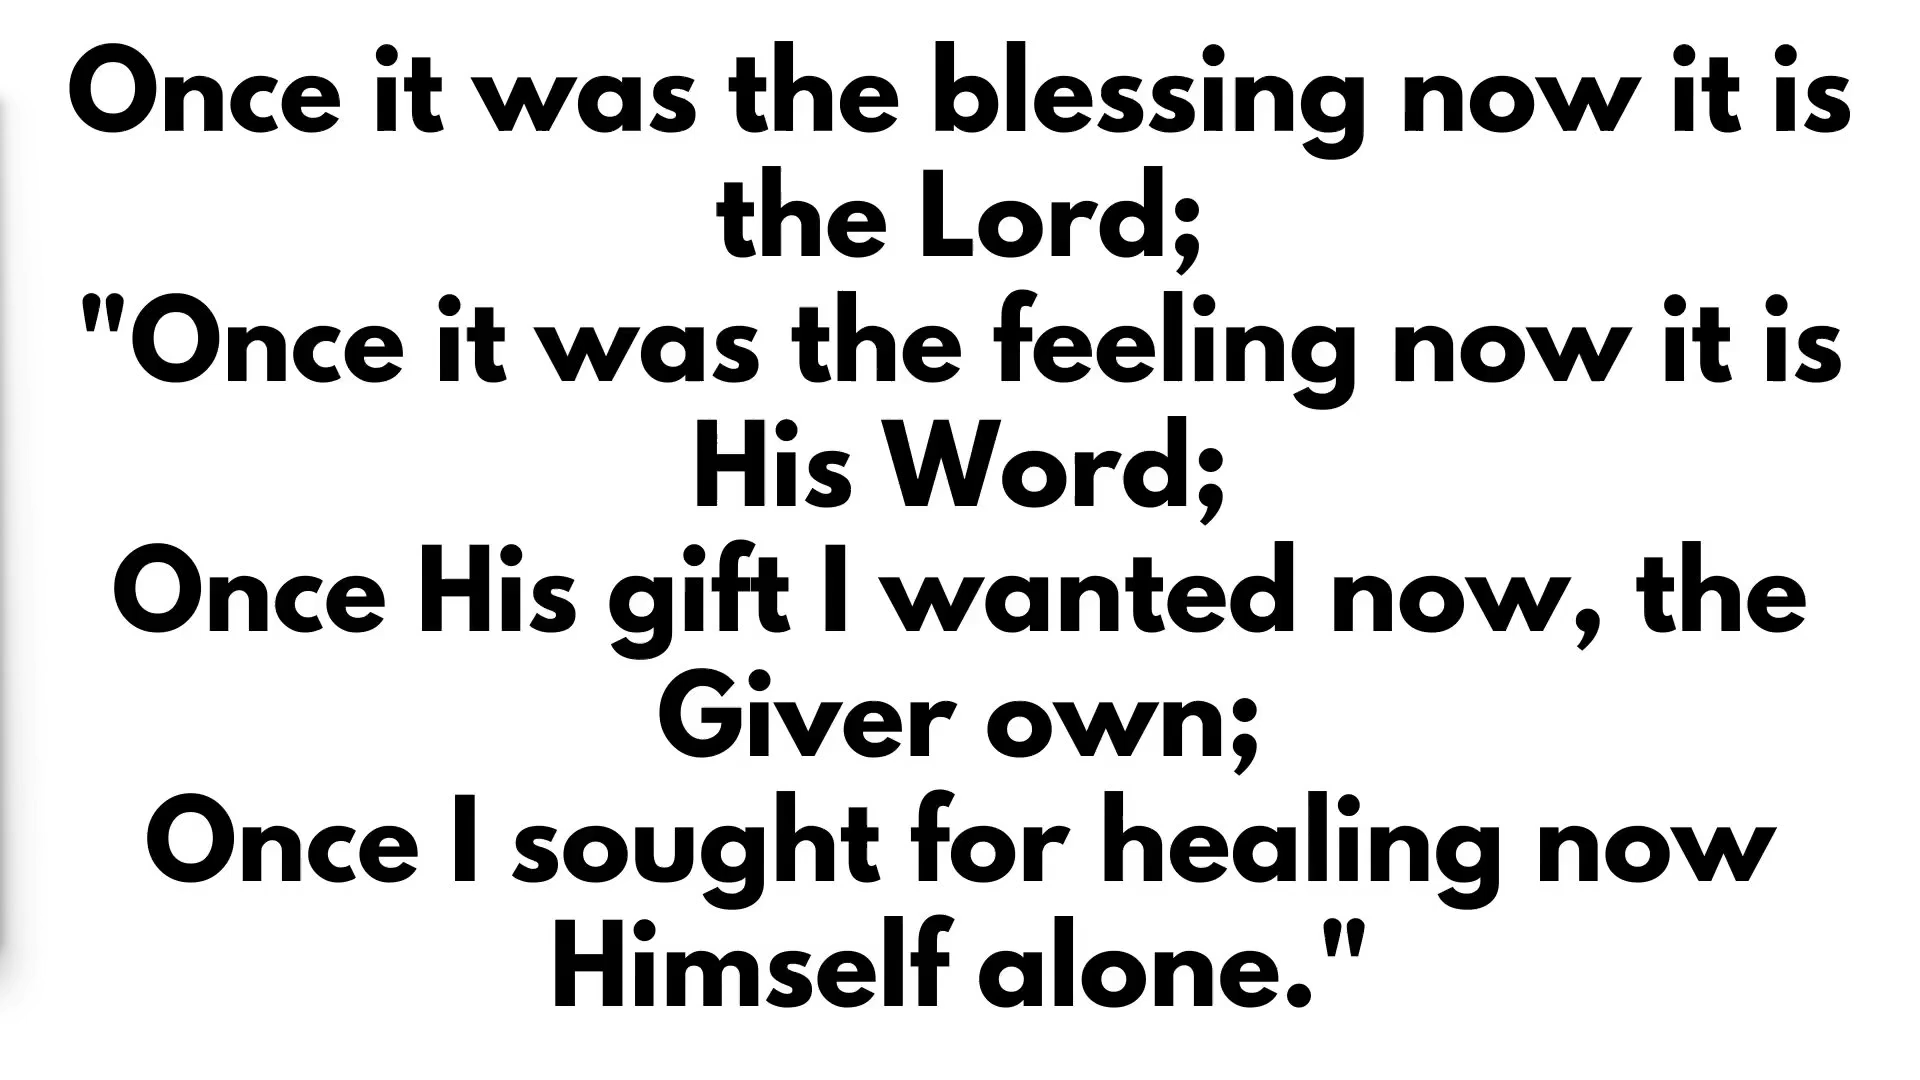 Once it was the blessing now it is
the Lord;
"Once it was the feeling now it is
His Word;
Once His gift I wanted now, the
Giver own;
Once I sought for healing now
Himself alone."